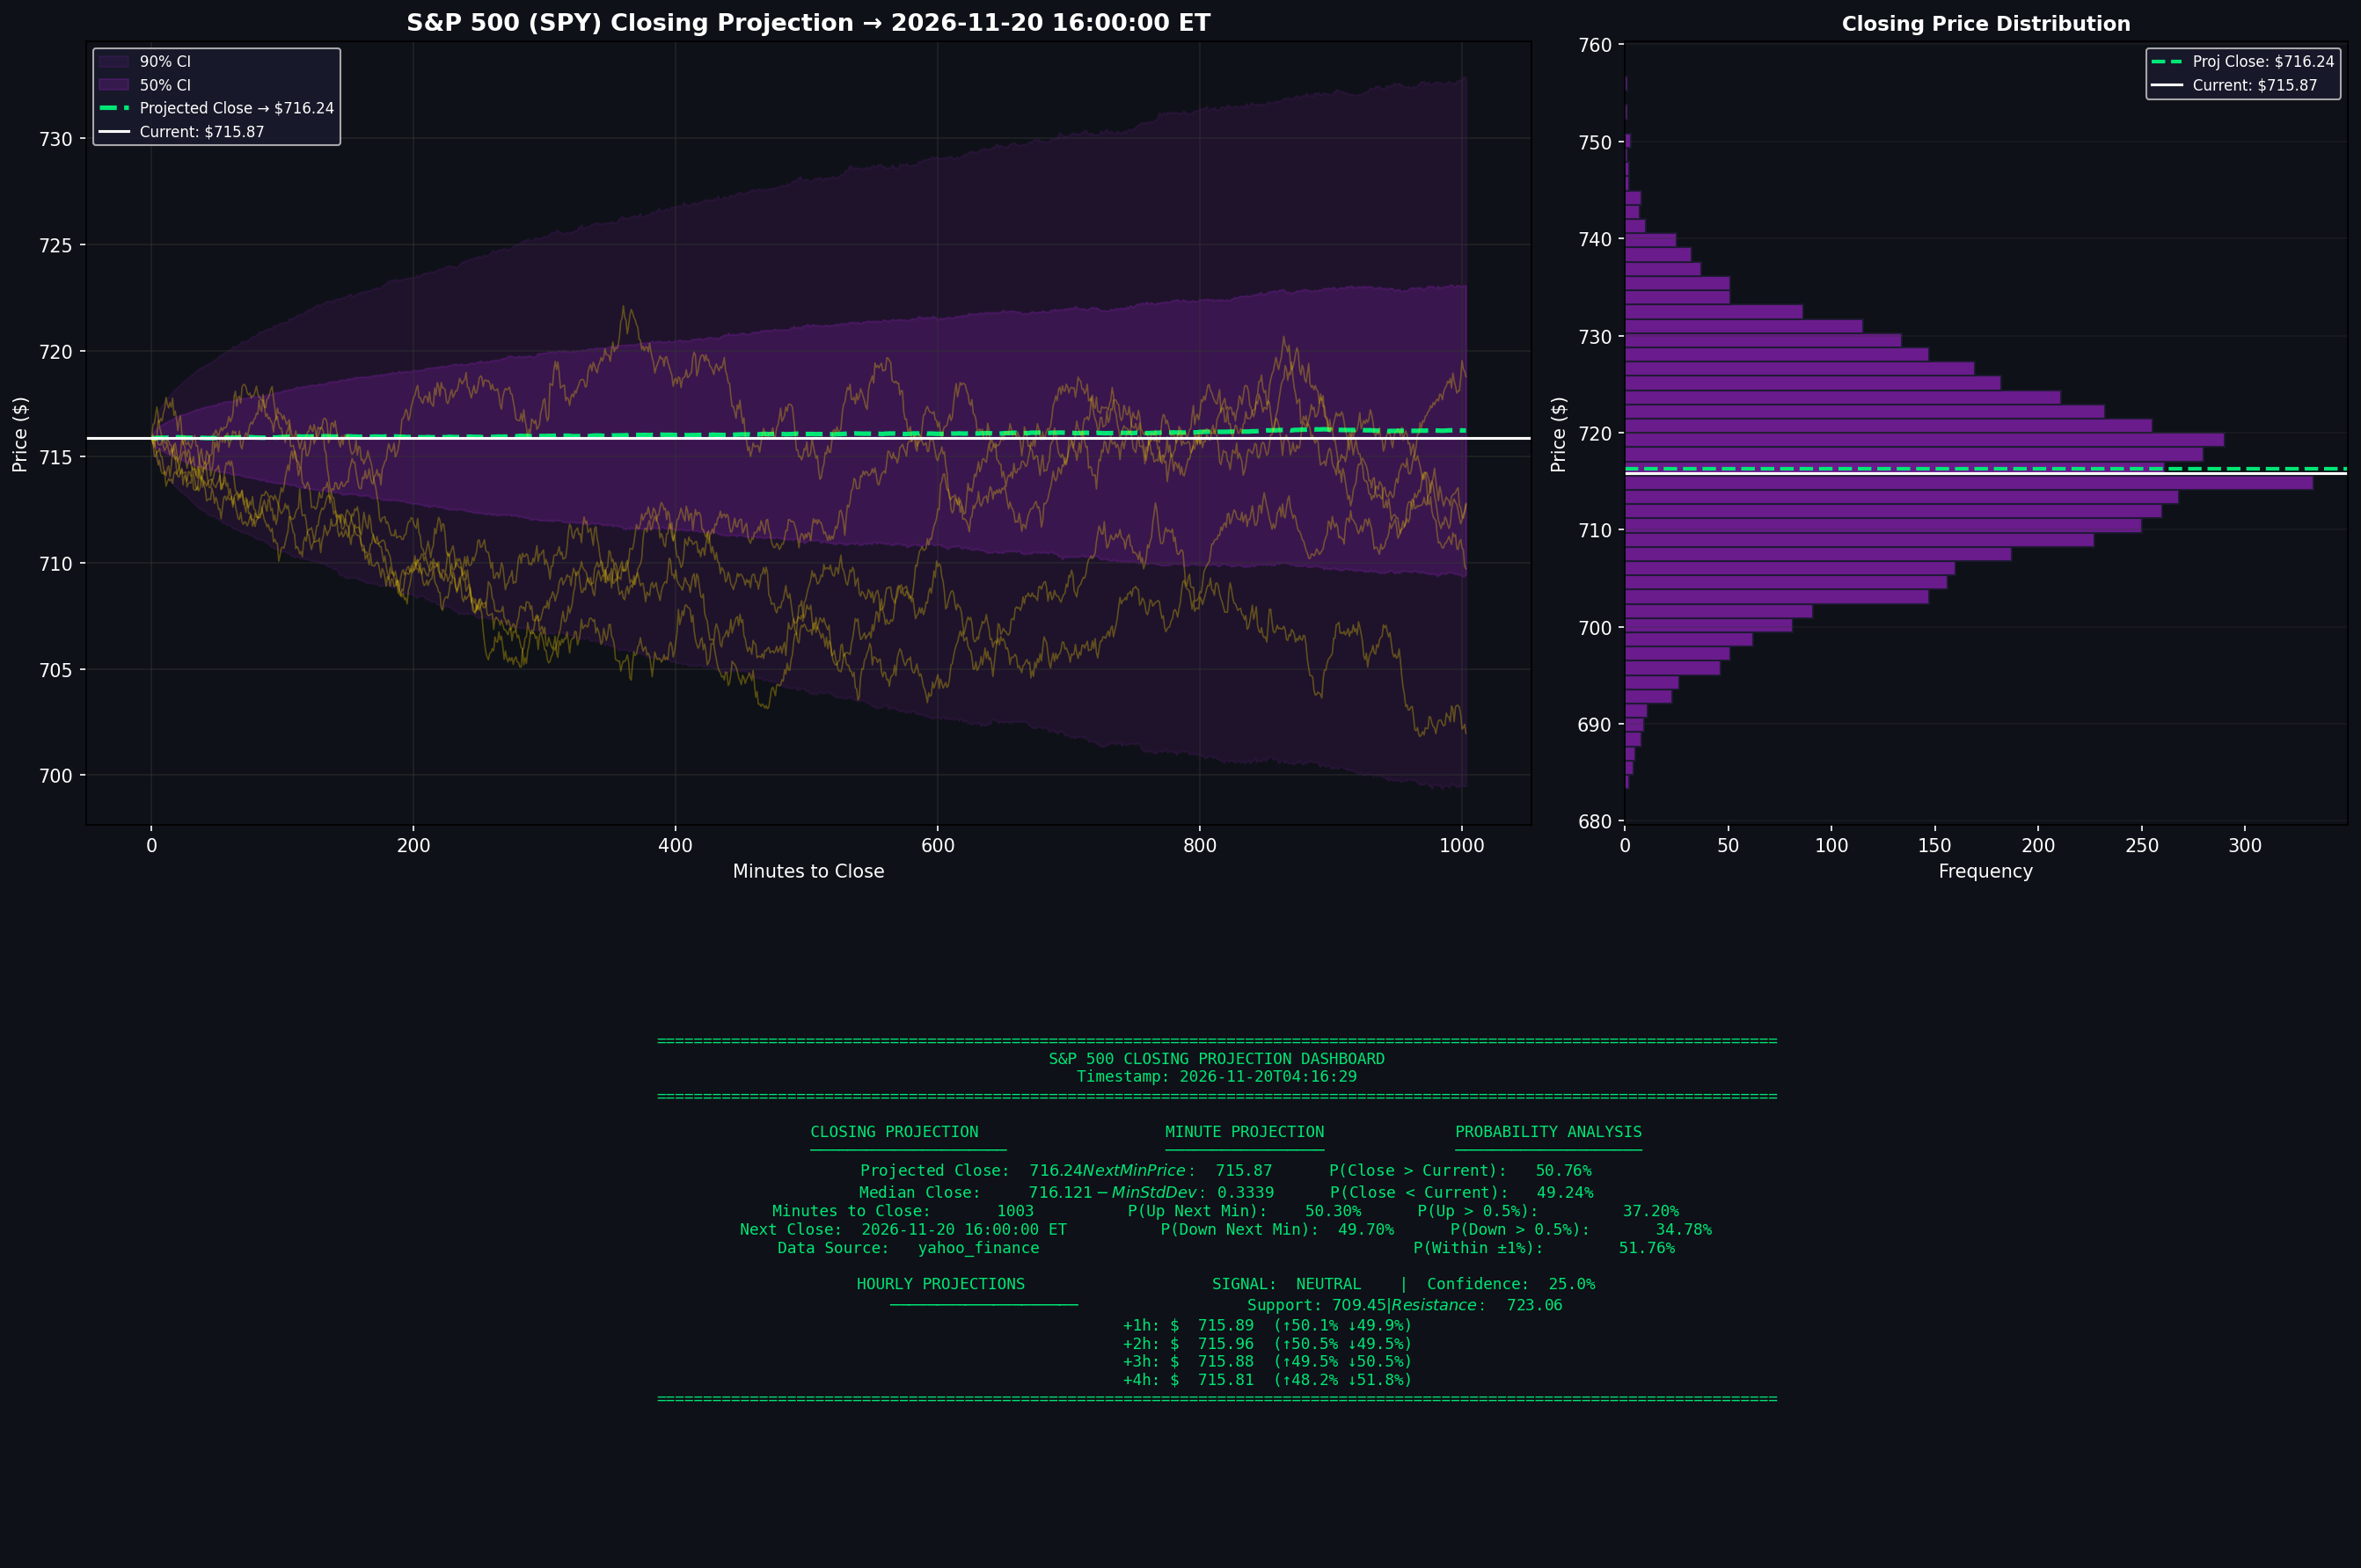 S&P 500 (SPY) Closing Projection → 2026-11-20 16:00:00 ET
90% CI
50% CI
Projected Close → $716.24
Current: $715.87
Price ($)
730
725
720
715
710
705
700
0 200 400 600 800 1000
Minutes to Close
Closing Price Distribution
Proj Close: $716.24
Current: $715.87
Price ($)
760
750
740
730
720
710
700
690
680
0 50 100 150 200 250 300
Frequency
S&P 500 CLOSING PROJECTION DASHBOARD
Timestamp: 2026-11-20T04:16:29
CLOSING PROJECTION MINUTE PROJECTION PROBABILITY ANALYSIS
Projected Close: 716.24NextMinPrice: 715.87 P(Close > Current): 50.76%
Median Close: 716.121−MinStdDev: 0.3339 P(Close < Current): 49.24%
Minutes to Close: 1003 P(Up Next Min): 50.30% P(Up > 0.5%): 37.20%
Next Close: 2026-11-20 16:00:00 ET P(Down Next Min): 49.70% P(Down > 0.5%): 34.78%
Data Source: yahoo_finance P(Within ±1%): 51.76%
HOURLY PROJECTIONS SIGNAL: NEUTRAL | Confidence: 25.0%
Support: 709.45|Resistance: 723.06
+1h: $ 715.89 (↑50.1% ↓49.9%)
+2h: $ 715.96 (↑50.5% ↓49.5%)
+3h: $ 715.88 (↑49.5% ↓50.5%)
+4h: $ 715.81 (↑48.2% ↓51.8%)